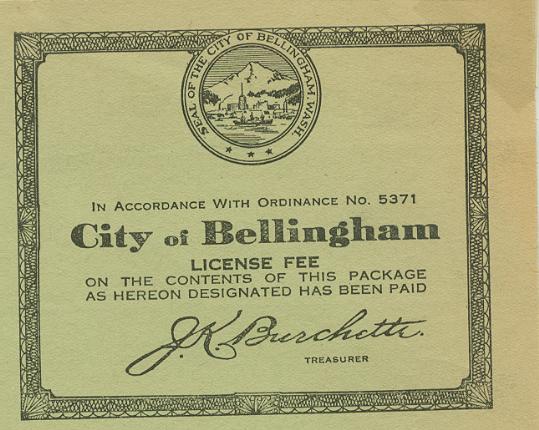 SEAL OF THE CITY OF BELLINGHAM WASH.
IN ACCORDANCE WITH ORDINANCE NO. 5371
City of Bellingham
LICENSE FEE
ON THE CONTENTS OF THIS PACKAGE
AS HEREON DESIGNATED HAS BEEN PAID
J.K. Burchette.
TREASURER